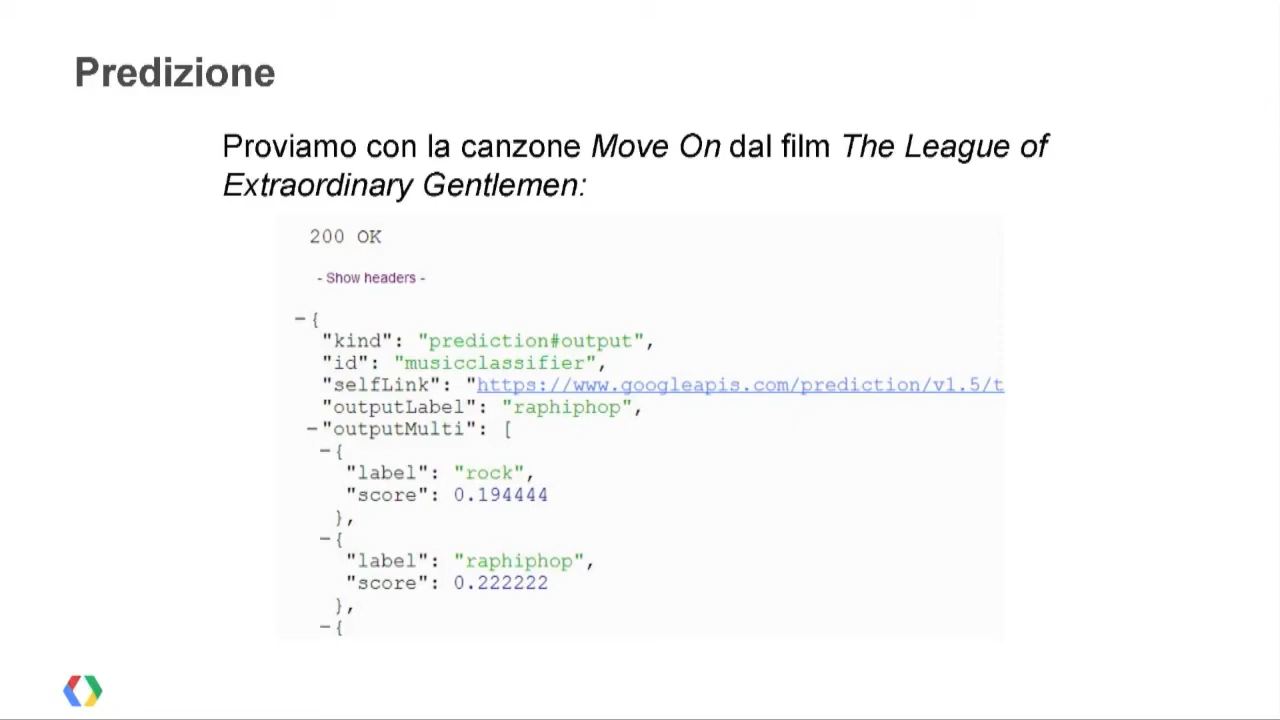 Predizione
Proviamo con la canzone Move On dal film The League of
Extraordinary Gentlemen:
200 OK
- Show headers -
−{
"kind": "prediction#output",
"id": "musicclassifier",
"selfLink": "https://www.googleapis.com/prediction/v1.5/t
"outputLabel": "raphiphop",
−"outputMulti": [
−{
"label": "rock",
"score": 0.194444
},
−{
"label": "raphiphop",
"score": 0.222222
},
−{